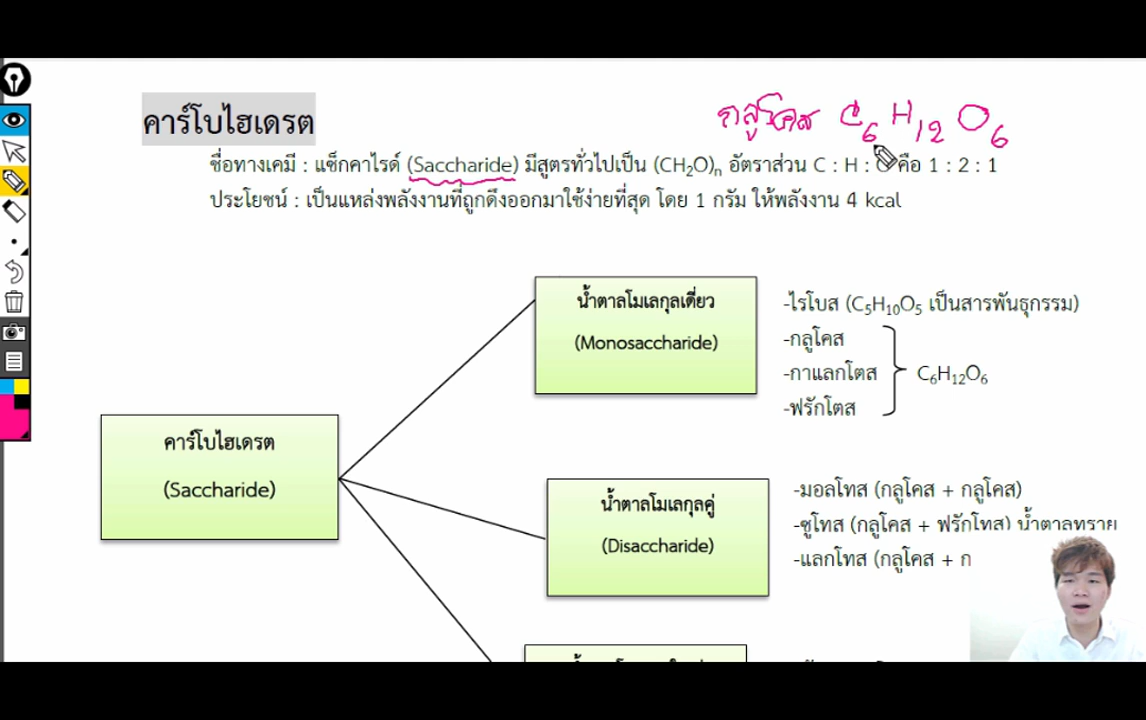 กลูโคส C6H12O6
คาร์โบไฮเดรต
ชื่อทางเคมี : แซ็กคาไรด์ (Saccharide) มีสูตรทั่วไปเป็น (CH2O)n อัตราส่วน C : H : คือ 1 : 2 : 1
ประโยชน์ : เป็นแหล่งพลังงานที่ถูกดึงออกมาใช้ง่ายที่สุด โดย 1 กรัม ให้พลังงาน 4 kcal
น้ำตาลโมเลกุลเดี่ยว
(Monosaccharide)
-ไรโบส (C5H10O5 เป็นสารพันธุกรรม)
-กลูโคส
-กาแลกโตส
-ฟรักโตส
C6H12O6
คาร์โบไฮเดรต
(Saccharide)
น้ำตาลโมเลกุลคู่
(Disaccharide)
-มอลโทส (กลูโคส + กลูโคส)
-ซูโทส (กลูโคส + ฟรักโทส) น้ำตาลทราย
-แลกโทส (กลูโคส + ก